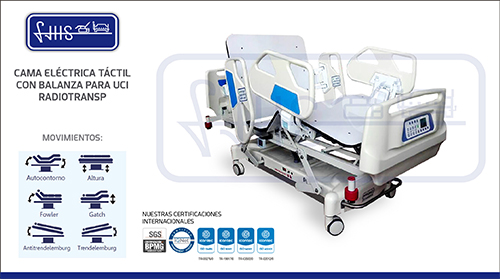 CAMA ELÉCTRICA TÁCTIL
CON BALANZA PARA UCI
RADIOTRANSP
MOVIMIENTOS:
Autocontorno
Altura
Fowler
Gatch
Antitrendelemburg
Trendelemburg
NUESTRAS CERTIFICACIONES
INTERNACIONALES
SGS
BPMG